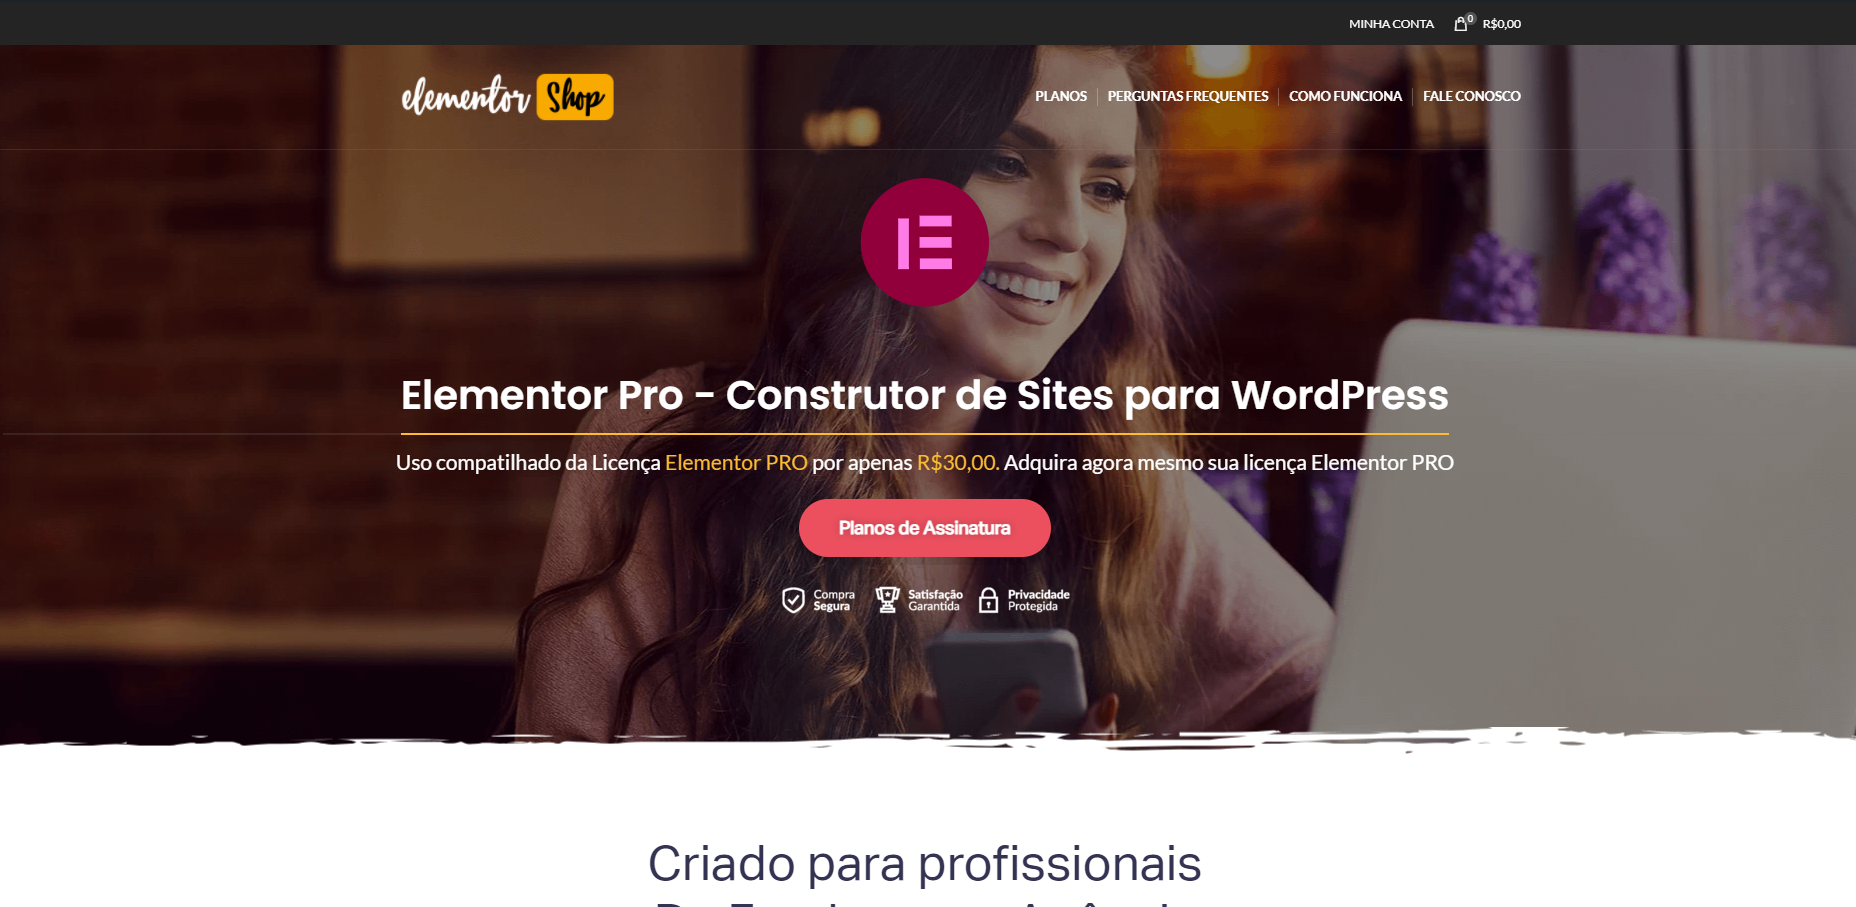 MINHA CONTA 0 R$0,00
elementor Shop
PLANOS PERGUNTAS FREQUENTES COMO FUNCIONA FALE CONOSCO
Elementor Pro - Construtor de Sites para WordPress
Uso compatilhado da Licença Elementor PRO por apenas R$30,00. Adquira agora mesmo sua licença Elementor PRO
Planos de Assinatura
Compra
Segura
Satisfação
Garantida
Privacidade
Protegida
Criado para profissionais